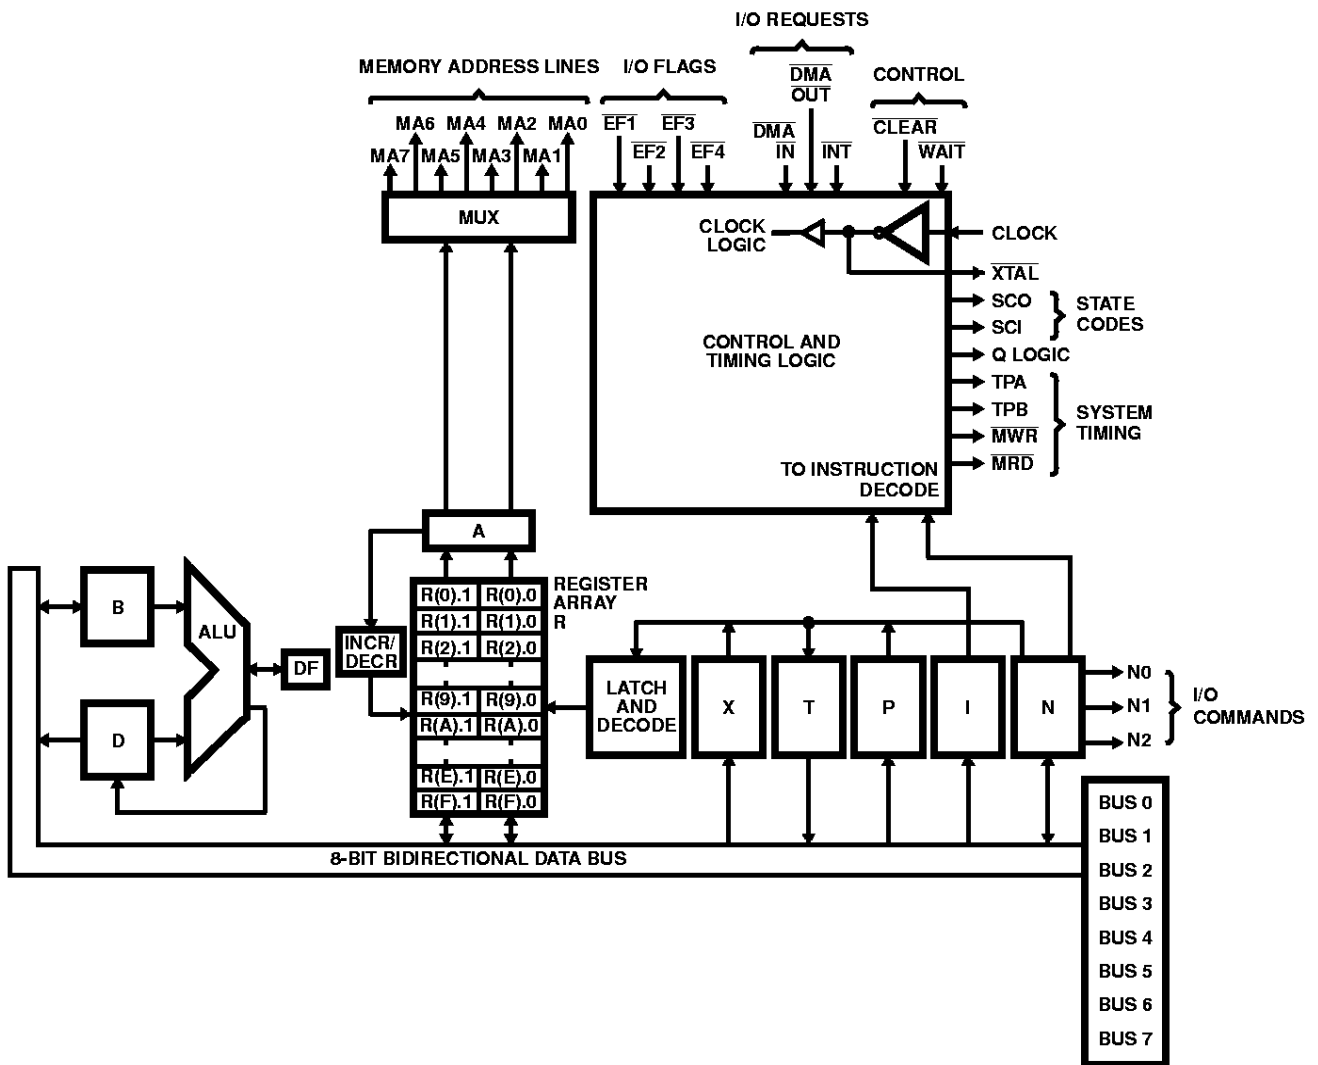 I/O REQUESTS
MEMORY ADDRESS LINES
I/O FLAGS
DMA
OUT
CONTROL
MA6 MA4 MA2 MA0
EF1 EF3
DMA
IN
CLEAR
MA7 MA5 MA3 MA1
EF2 EF4
INT
WAIT
MUX
CLOCK
LOGIC
CLOCK
XTAL
SCO
SCI
STATE
CODES
CONTROL AND
TIMING LOGIC
Q LOGIC
TPA
TPB
MWR
MRD
SYSTEM
TIMING
TO INSTRUCTION
DECODE
A
REGISTER
ARRAY
R
R(0).1 R(0).0
R(1).1 R(1).0
R(2).1 R(2).0
R(9).1 R(9).0
R(A).1 R(A).0
R(E).1 R(E).0
R(F).1 R(F).0
B
ALU
DF
INCR/
DECR
D
LATCH
AND
DECODE
X
T
P
I
N
N0
N1
N2
I/O
COMMANDS
8-BIT BIDIRECTIONAL DATA BUS
BUS 0
BUS 1
BUS 2
BUS 3
BUS 4
BUS 5
BUS 6
BUS 7